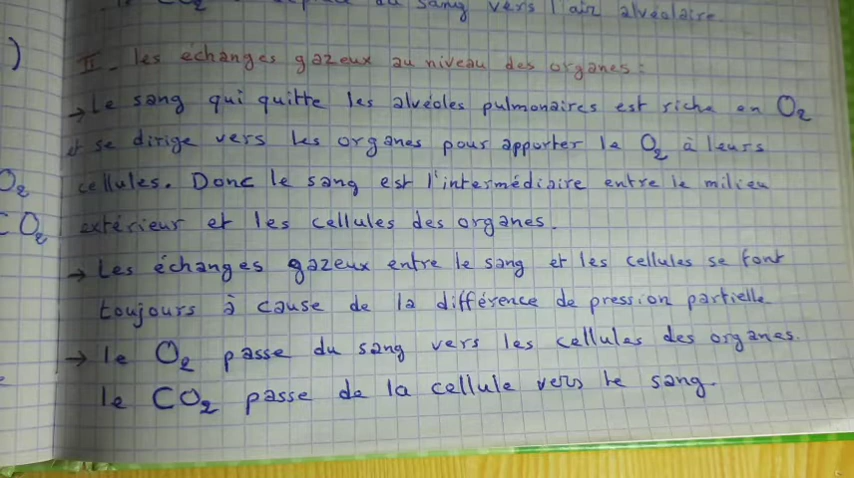 CO2 du sang vers l'air alvéolaire
)
II - les échanges gazeux au niveau des organes :
→ Le sang qui quitte les alvéoles pulmonaires est riche en O2
et se dirige vers les organes pour apporter le O2 à leurs
O2 cellules. Donc le sang est l'intermédiaire entre le milieu
CO2 extérieur et les cellules des organes.
→ Les échanges gazeux entre le sang et les cellules se font
toujours à cause de la différence de pression partielle
→ le O2 passe du sang vers les cellules des organes.
le CO2 passe de la cellule vers le sang.